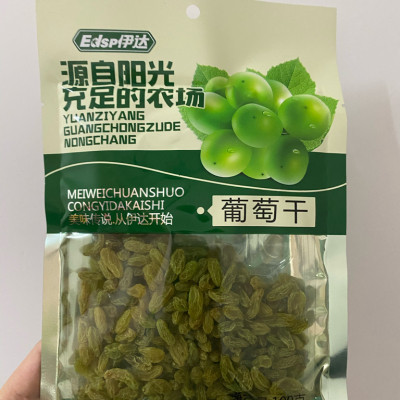 Edsp伊达
源自阳光
充足的农场
YUANZIYANG
GUANGCHONGZUDE
NONGCHANG
MEIWEICHUANSHUO
CONGYIDAKAISHI
美味传说.从伊达开始
葡萄干